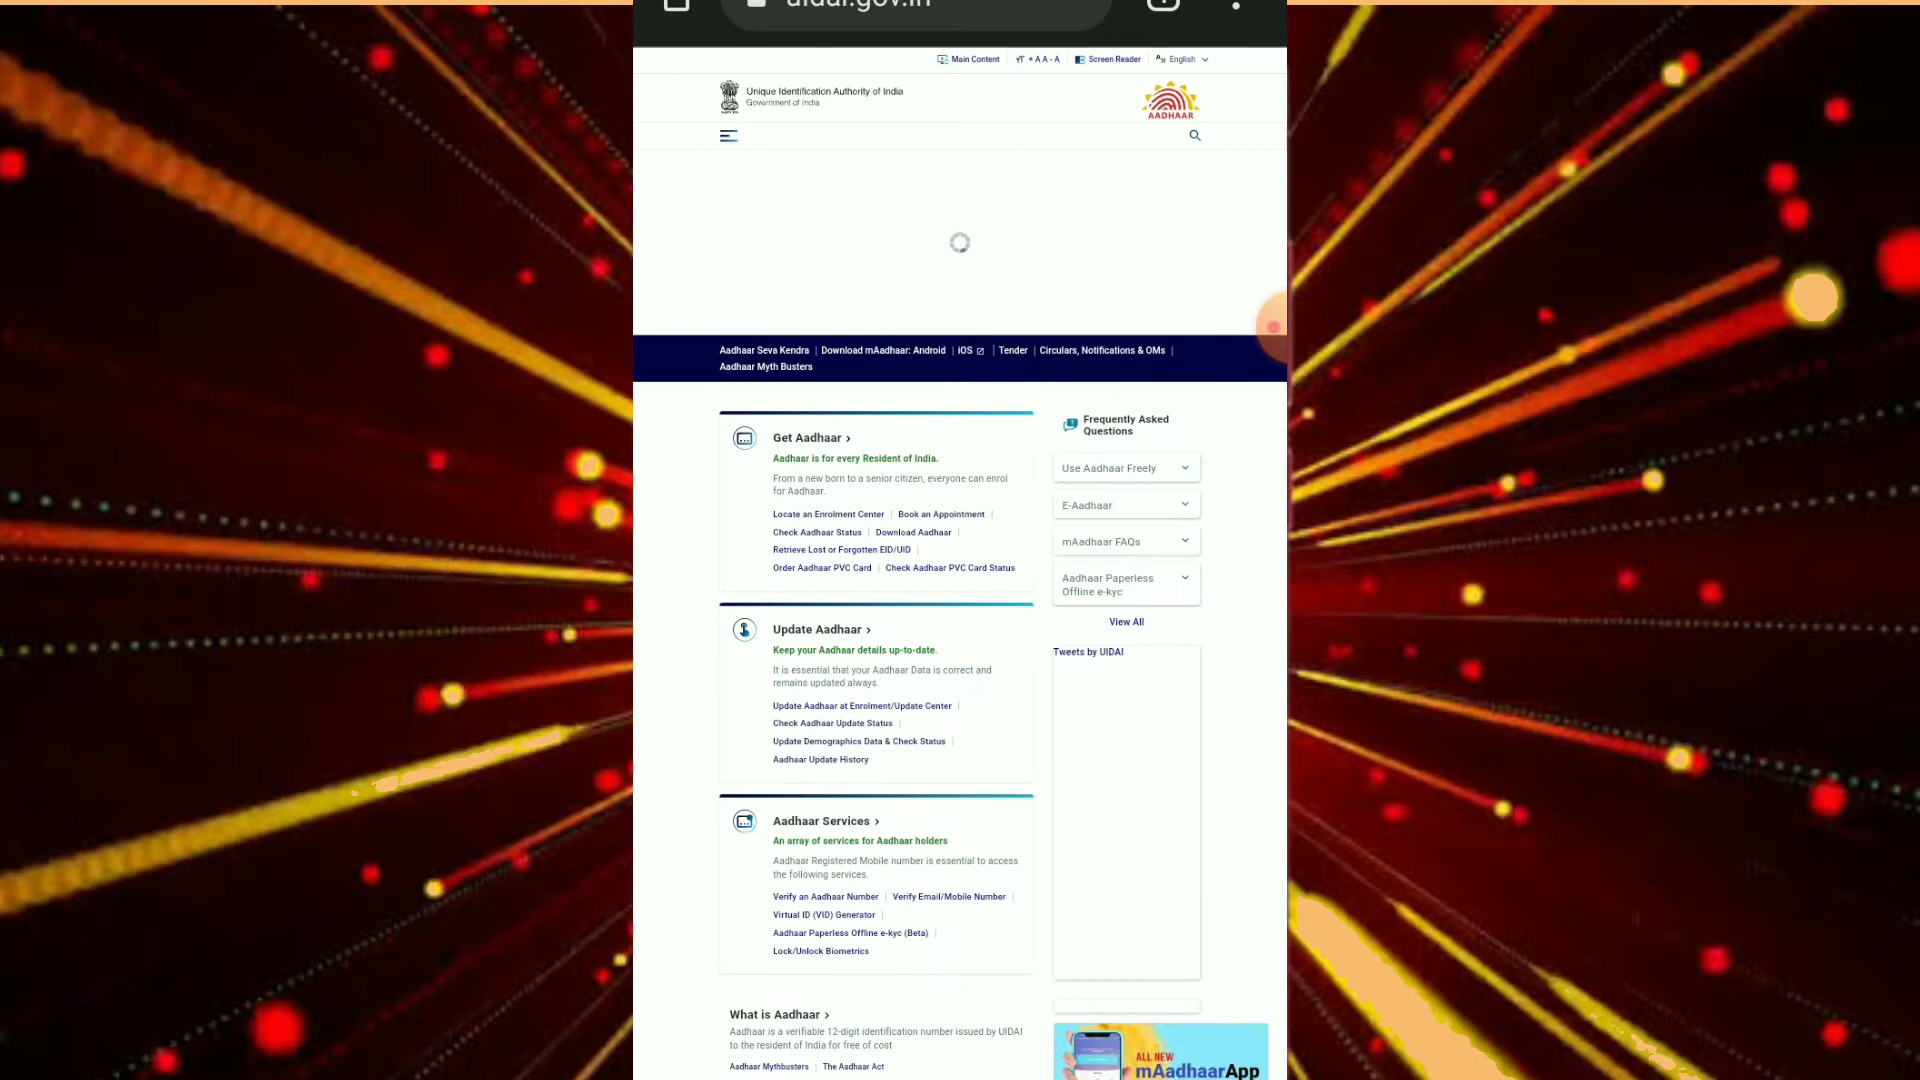 uidai.gov.in
Main Content
+ A A - A
Screen Reader
English
Unique Identification Authority of India
Government of India
AADHAAR
Aadhaar Seva Kendra | Download mAadhaar: Android | iOS | Tender | Circulars, Notifications & OMs |
Aadhaar Myth Busters
Get Aadhaar >
Aadhaar is for every Resident of India.
From a new born to a senior citizen, everyone can enrol
for Aadhaar.
Locate an Enrolment Center | Book an Appointment |
Check Aadhaar Status | Download Aadhaar |
Retrieve Lost or Forgotten EID/UID |
Order Aadhaar PVC Card | Check Aadhaar PVC Card Status
Update Aadhaar >
Keep your Aadhaar details up-to-date.
It is essential that your Aadhaar Data is correct and
remains updated always.
Update Aadhaar at Enrolment/Update Center |
Check Aadhaar Update Status |
Update Demographics Data & Check Status |
Aadhaar Update History
Aadhaar Services >
An array of services for Aadhaar holders
Aadhaar Registered Mobile number is essential to access
the following services.
Verify an Aadhaar Number | Verify Email/Mobile Number |
Virtual ID (VID) Generator |
Aadhaar Paperless Offline e-kyc (Beta) |
Lock/Unlock Biometrics
What is Aadhaar >
Aadhaar is a verifiable 12-digit identification number issued by UIDAI
to the resident of India for free of cost
Aadhaar Mythbusters | The Aadhaar Act
Frequently Asked
Questions
Use Aadhaar Freely
E-Aadhaar
mAadhaar FAQs
Aadhaar Paperless
Offline e-kyc
View All
Tweets by UIDAI
ALL NEW
mAadhaarApp